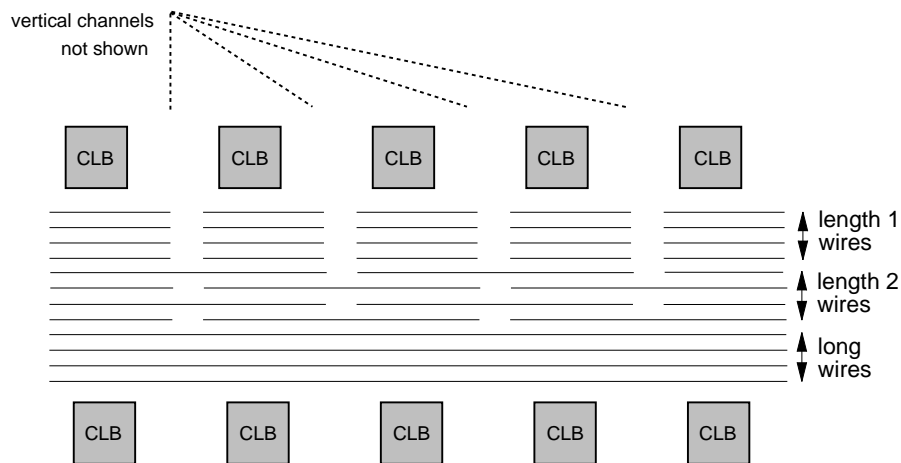 vertical channels
not shown
CLB CLB CLB CLB CLB
length 1
wires
length 2
wires
long
wires
CLB CLB CLB CLB CLB